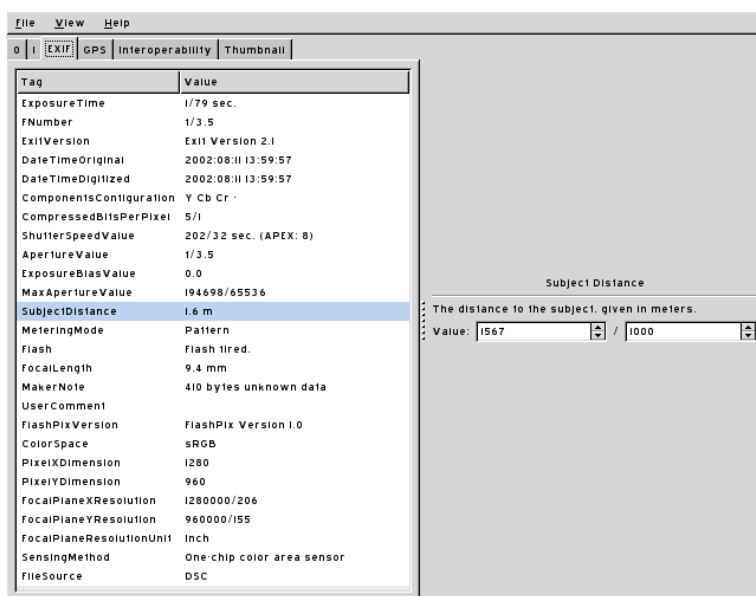 File View Help
0 1 EXIF GPS Interoperability Thumbnail
Tag Value
ExposureTime 1/79 sec.
FNumber 1/3.5
ExifVersion Exif Version 2.1
DateTimeOriginal 2002:08:11 13:59:57
DateTimeDigitized 2002:08:11 13:59:57
ComponentsConfiguration Y Cb Cr -
CompressedBitsPerPixel 5/1
ShutterSpeedValue 202/32 sec. (APEX: 8)
ApertureValue 1/3.5
ExposureBiasValue 0.0
MaxApertureValue 194698/65536
SubjectDistance 1.6 m
MeteringMode Pattern
Flash Flash fired.
FocalLength 9.4 mm
MakerNote 410 bytes unknown data
UserComment
FlashPixVersion FlashPix Version 1.0
ColorSpace sRGB
PixelXDimension 1280
PixelYDimension 960
FocalPlaneXResolution 1280000/206
FocalPlaneYResolution 960000/155
FocalPlaneResolutionUnit Inch
SensingMethod One-chip color area sensor
FileSource DSC
Subject Distance
The distance to the subject, given in meters.
Value: 1567 / 1000